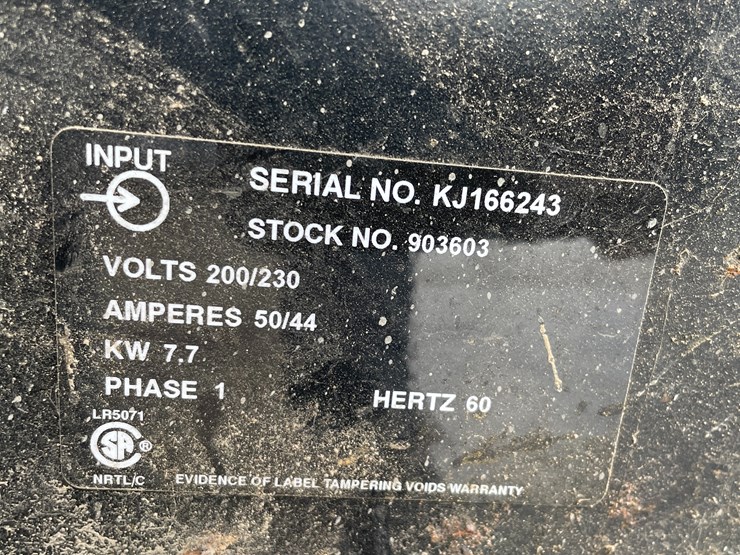 INPUT
SERIAL NO. KJ166243
STOCK NO. 903603
VOLTS 200/230
AMPERES 50/44
KW 7.7
PHASE 1
HERTZ 60
LR5071
SA ®
NRTL/C
EVIDENCE OF LABEL TAMPERING VOIDS WARRANTY